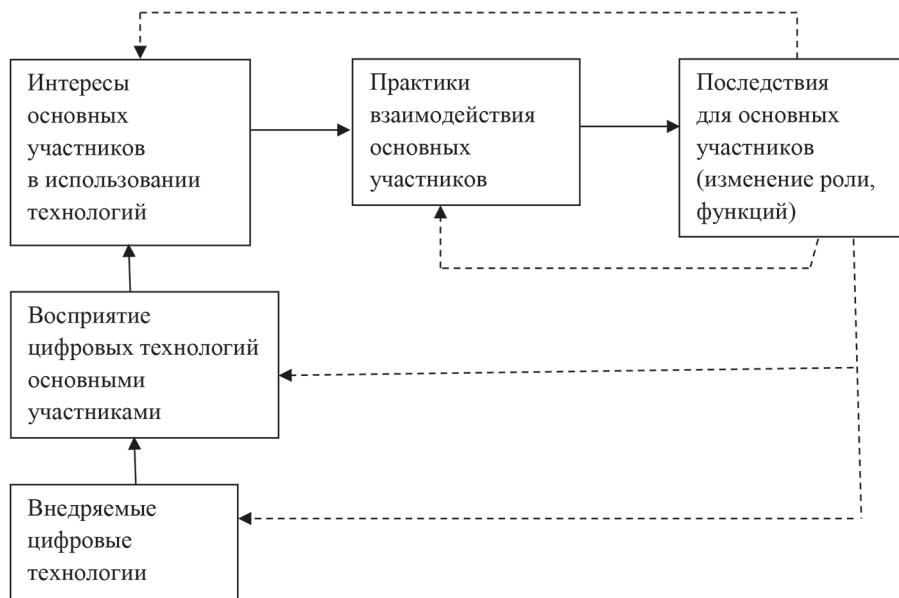 Интересы
основных
участников
в использовании
технологий
Практики
взаимодействия
основных
участников
Последствия
для основных
участников
(изменение роли,
функций)
Восприятие
цифровых технологий
основными
участниками
Внедряемые
цифровые
технологии